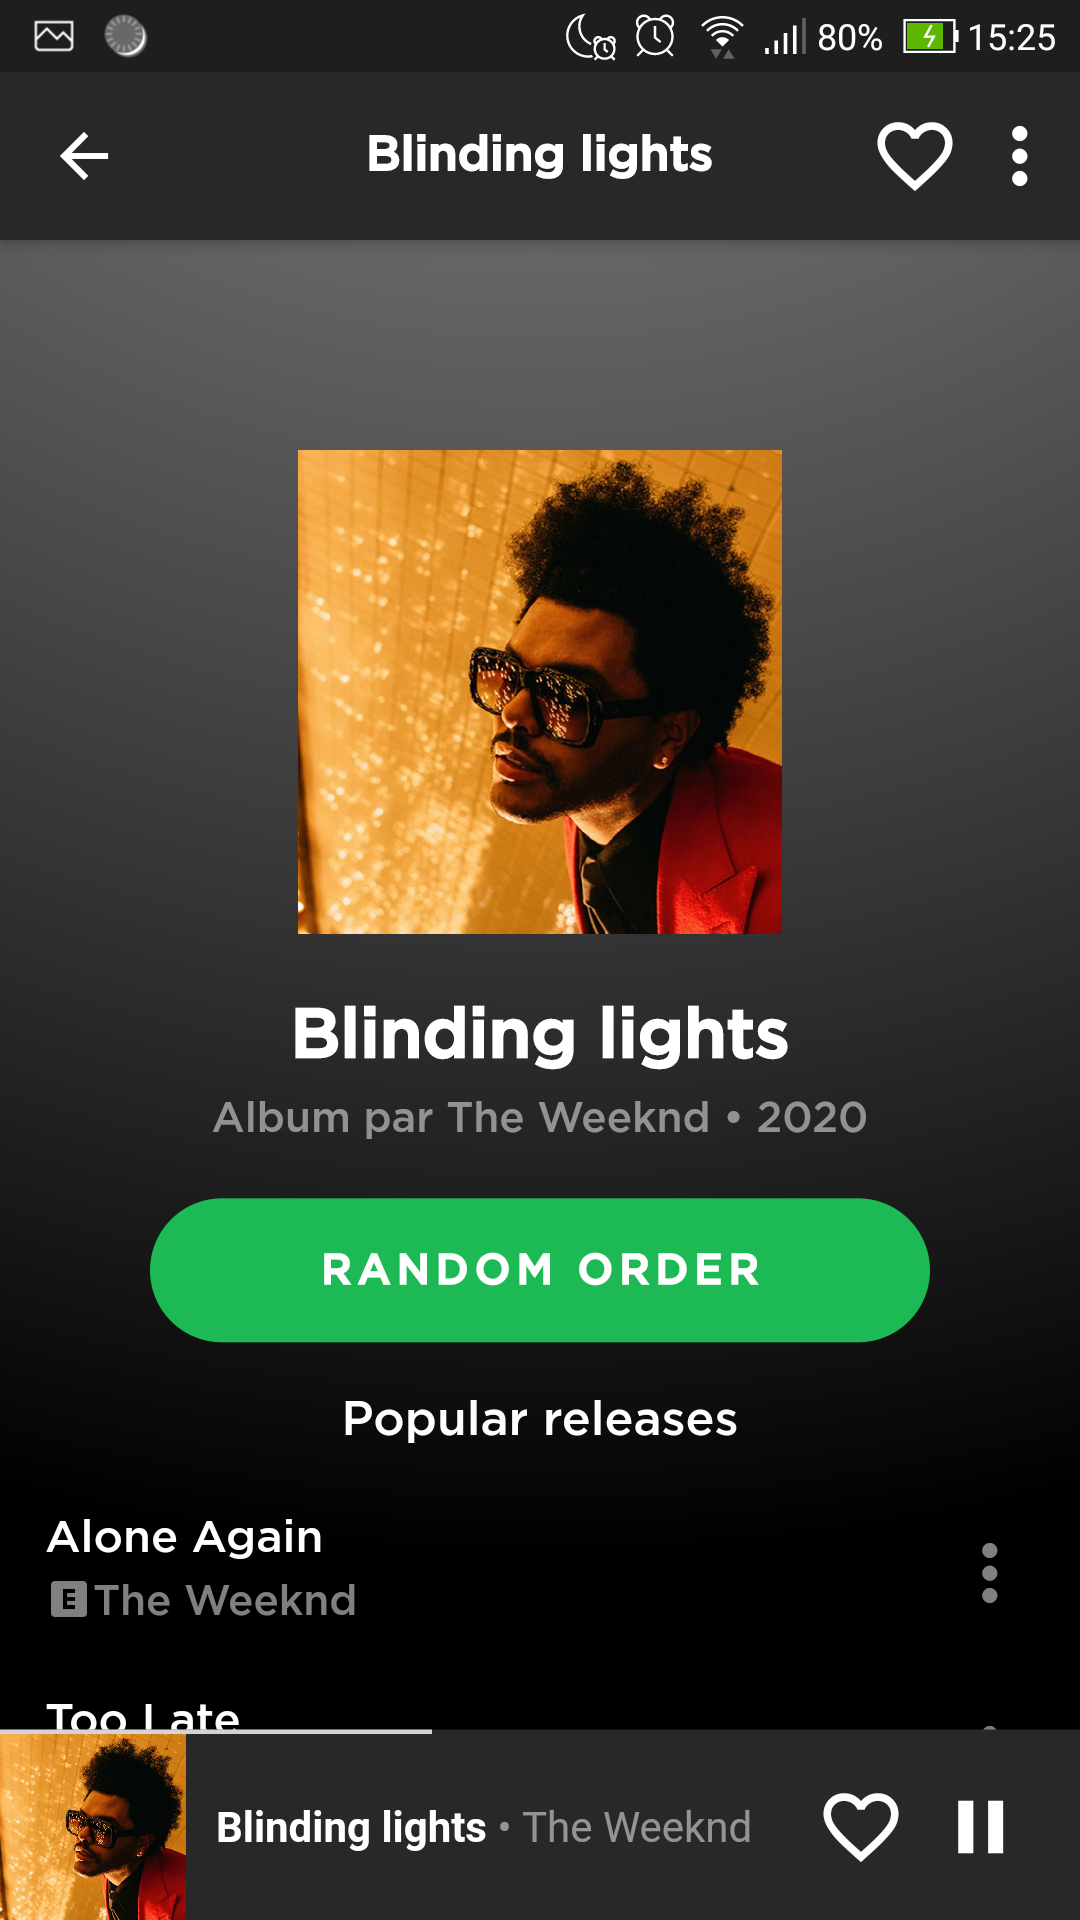 80% 15:25
Blinding lights
Blinding lights
Album par The Weeknd • 2020
RANDOM ORDER
Popular releases
Alone Again
E The Weeknd
Too Late
Blinding lights • The Weeknd